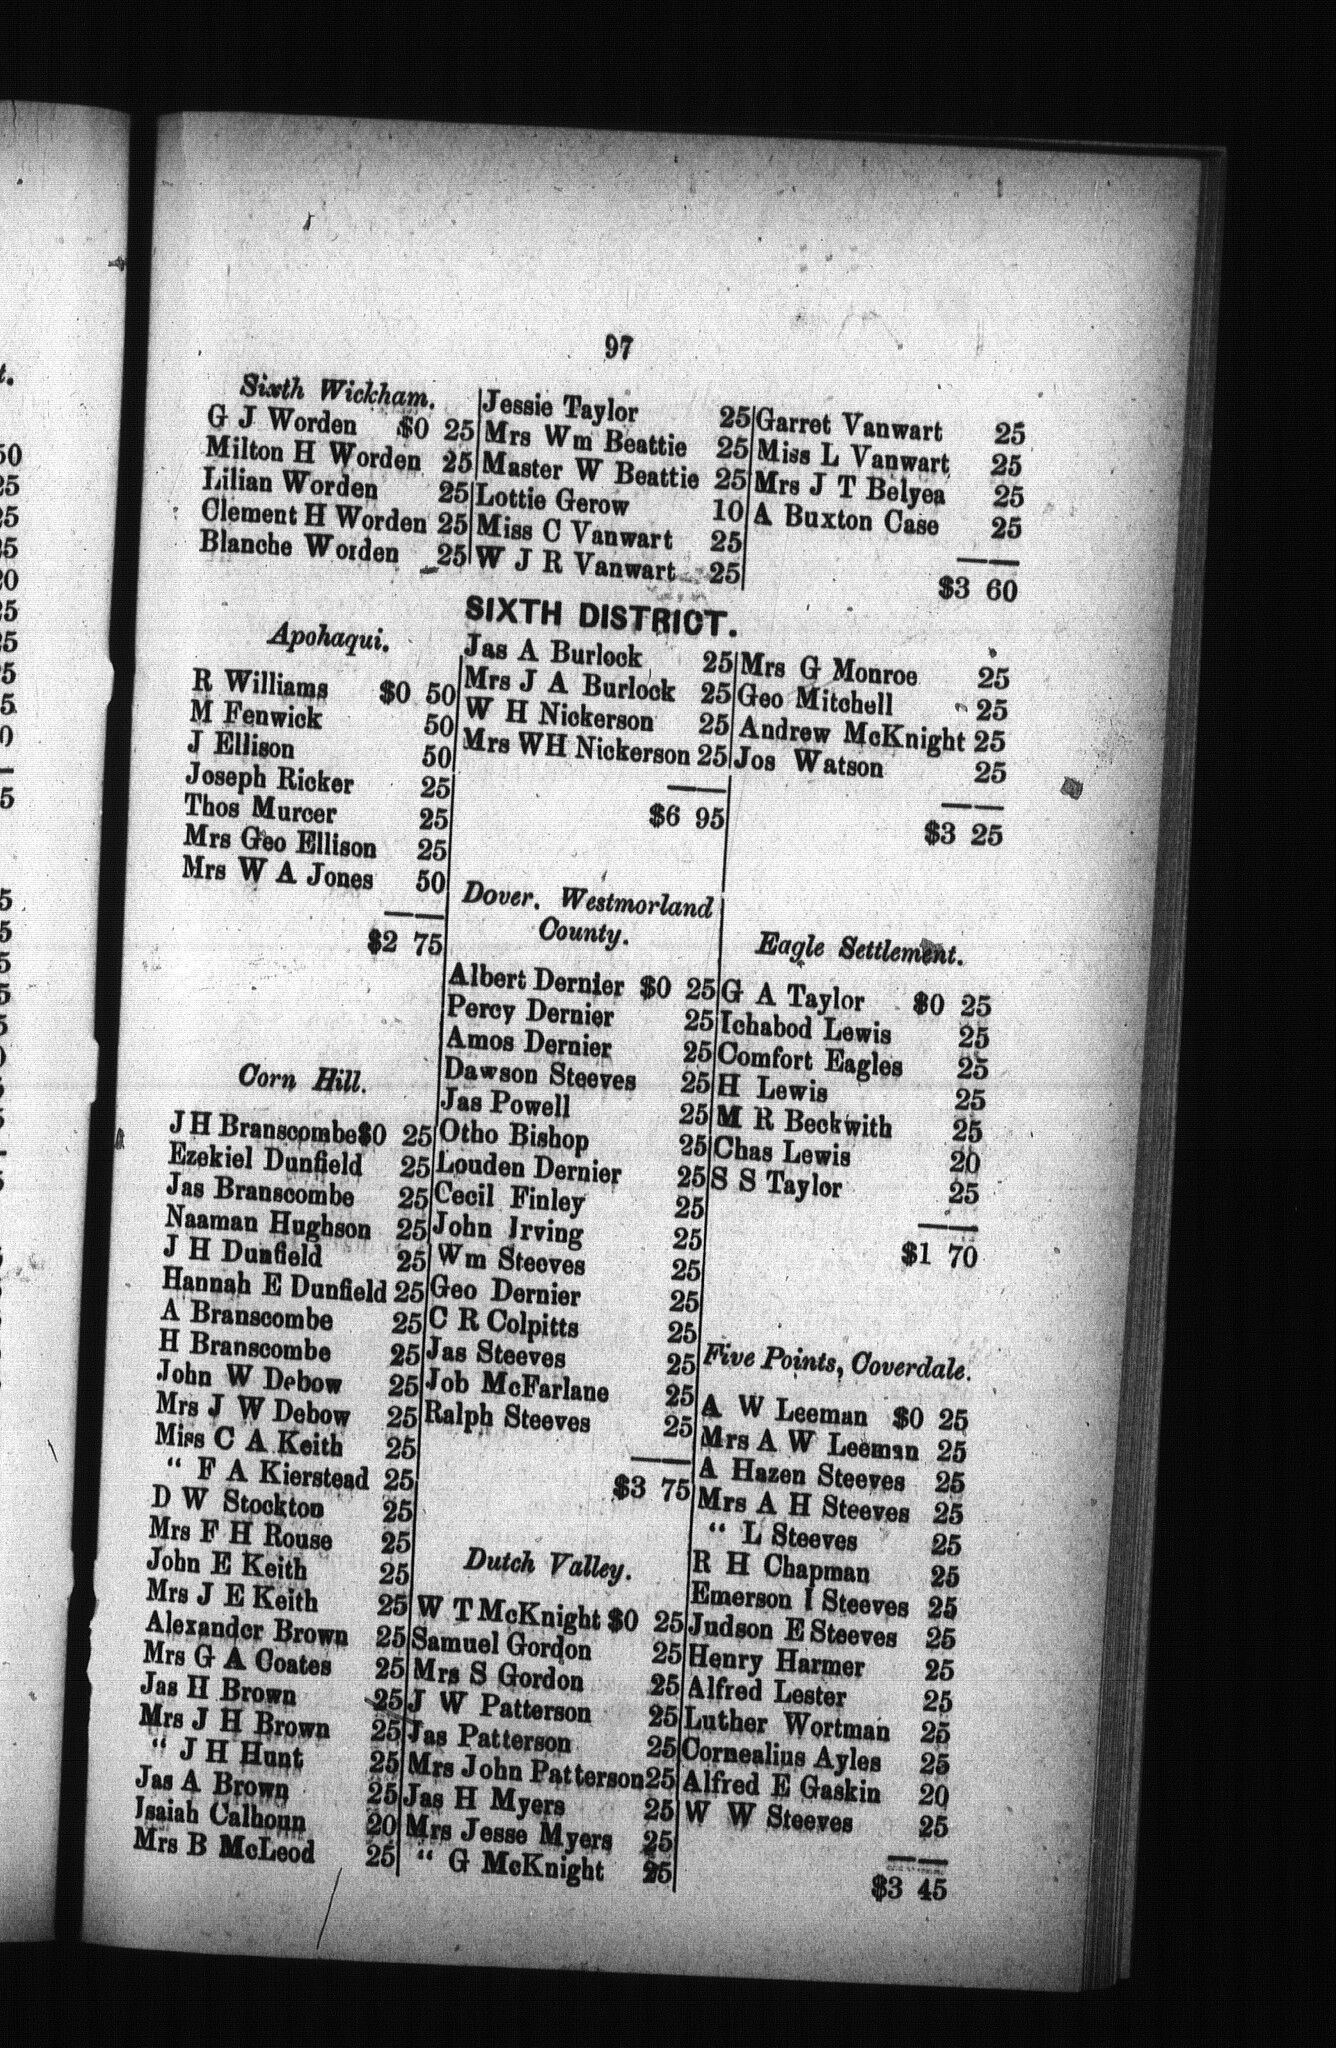 97
Sixth Wickham.
G J Worden $0 25
Milton H Worden 25
Lilian Worden 25
Clement H Worden 25
Blanche Worden 25
Jessie Taylor 25
Mrs Wm Beattie 25
Master W Beattie 25
Lottie Gerow 10
Miss C Vanwart 25
W J R Vanwart 25
Garret Vanwart 25
Miss L Vanwart 25
Mrs J T Belyea 25
A Buxton Case 25
$3 60
SIXTH DISTRICT.
Apohaqui.
R Williams $0 50
M Fenwick 50
J Ellison 50
Joseph Ricker 25
Thos Murcer 25
Mrs Geo Ellison 25
Mrs W A Jones 50
$2 75
Corn Hill.
J H Branscombe $0 25
Ezekiel Dunfield 25
Jas Branscombe 25
Naaman Hughson 25
J H Dunfield 25
Hannah E Dunfield 25
A Branscombe 25
H Branscombe 25
John W Debow 25
Mrs J W Debow 25
Miss C A Keith 25
" F A Kierstead 25
D W Stockton 25
Mrs F H Rouse 25
John E Keith 25
Mrs J E Keith 25
Alexander Brown 25
Mrs G A Coates 25
Jas H Brown 25
Mrs J H Brown 25
" J H Hunt 25
Jas A Brown 25
Isaiah Calhoun 20
Mrs B McLeod 25
Jas A Burlock 25
Mrs J A Burlock 25
W H Nickerson 25
Mrs WH Nickerson 25
$6 95
Dover. Westmorland
County.
Albert Dernier $0 25
Percy Dernier 25
Amos Dernier 25
Dawson Steeves 25
Jas Powell 25
Otho Bishop 25
Louden Dernier 25
Cecil Finley 25
John Irving 25
Wm Steeves 25
Geo Dernier 25
C R Colpitts 25
Jas Steeves 25
Job McFarlane 25
Ralph Steeves 25
$3 75
Dutch Valley.
W T McKnight $0 25
Samuel Gordon 25
Mrs S Gordon 25
J W Patterson 25
Jas Patterson 25
Mrs John Patterson 25
Jas H Myers 25
Mrs Jesse Myers 25
" G McKnight 25
Mrs G Monroe 25
Geo Mitchell 25
Andrew McKnight 25
Jos Watson 25
$3 25
Eagle Settlement.
G A Taylor $0 25
Ichabod Lewis 25
Comfort Eagles 25
H Lewis 25
M R Beckwith 25
Chas Lewis 20
S S Taylor 25
$1 70
Five Points, Coverdale.
A W Leeman $0 25
Mrs A W Leeman 25
A Hazen Steeves 25
Mrs A H Steeves 25
" L Steeves 25
R H Chapman 25
Emerson I Steeves 25
Judson E Steeves 25
Henry Harmer 25
Alfred Lester 25
Luther Wortman 25
Cornealius Ayles 25
Alfred E Gaskin 20
W W Steeves 25
$3 45